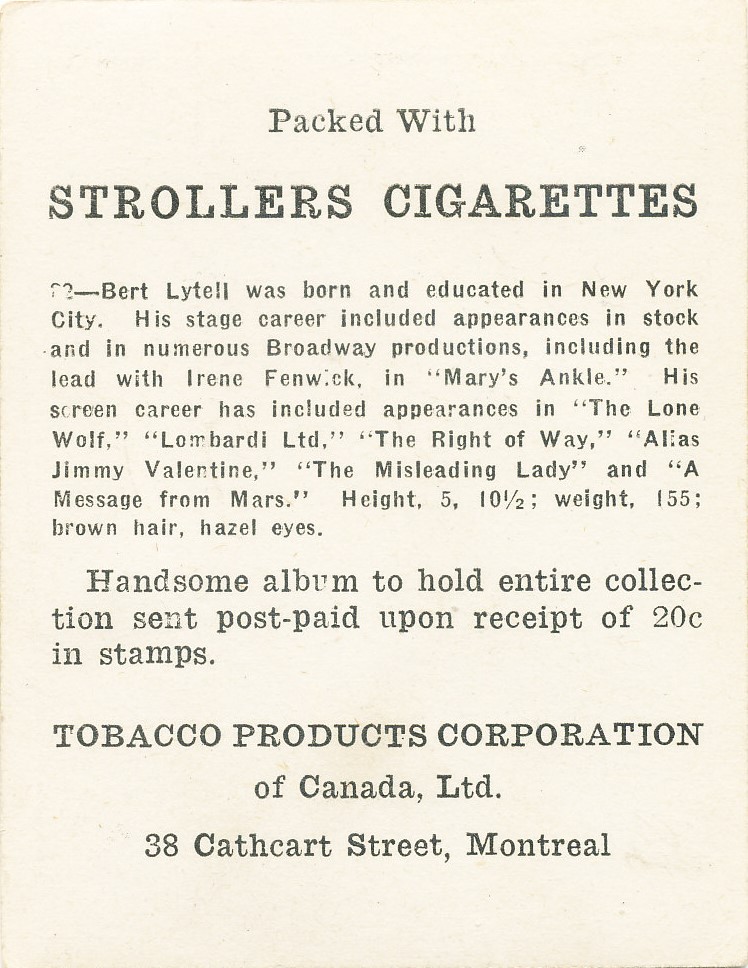 Packed With
STROLLERS CIGARETTES
—Bert Lytell was born and educated in New York
City. His stage career included appearances in stock
and in numerous Broadway productions, including the
lead with Irene Fenwick, in "Mary's Ankle." His
screen career has included appearances in "The Lone
Wolf," "Lombardi Ltd," "The Right of Way," "Alias
Jimmy Valentine," "The Misleading Lady" and "A
Message from Mars." Height, 5, 10½; weight, 155;
brown hair, hazel eyes.
Handsome album to hold entire collec-
tion sent post-paid upon receipt of 20c
in stamps.
TOBACCO PRODUCTS CORPORATION
of Canada, Ltd.
38 Cathcart Street, Montreal